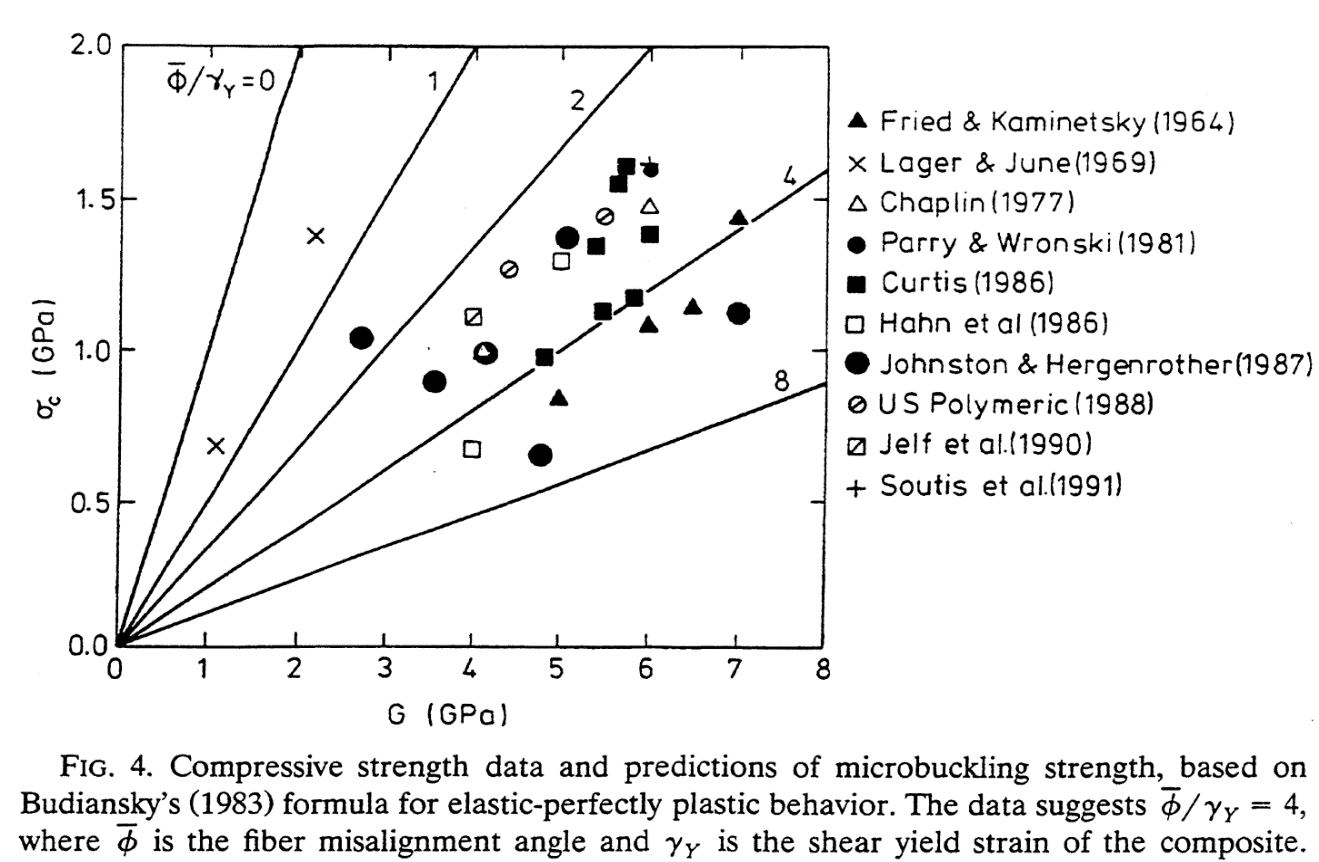 2.0
ϕ̅/γY=0
1
2
4
8
1.5
1.0
0.5
0.0
σc (GPa)
0 1 2 3 4 5 6 7 8
G (GPa)
Fried & Kaminetsky (1964)
Lager & June(1969)
Chaplin (1977)
Parry & Wronski (1981)
Curtis (1986)
Hahn et al (1986)
Johnston & Hergenrother(1987)
US Polymeric (1988)
Jelf et al.(1990)
Soutis et al.(1991)
FIG. 4. Compressive strength data and predictions of microbuckling strength, based on
Budiansky's (1983) formula for elastic-perfectly plastic behavior. The data suggests ϕ̅/γY = 4,
where ϕ̅ is the fiber misalignment angle and γY is the shear yield strain of the composite.